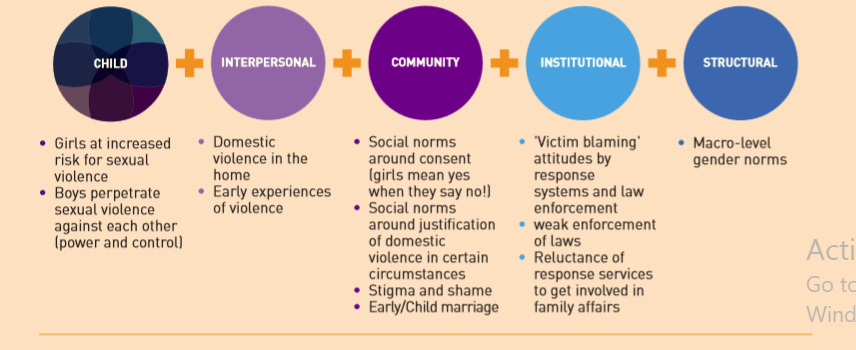 CHILD
INTERPERSONAL
COMMUNITY
INSTITUTIONAL
STRUCTURAL
• Girls at increased
risk for sexual
violence
• Boys perpetrate
sexual violence
against each other
(power and control)
• Domestic
violence in the
home
• Early experiences
of violence
• Social norms
around consent
(girls mean yes
when they say no!)
• Social norms
around justification
of domestic
violence in certain
circumstances
• Stigma and shame
• Early/Child marriage
• 'Victim blaming'
attitudes by
response
systems and law
enforcement
• weak enforcement
of laws
• Reluctance of
response services
to get involved in
family affairs
• Macro-level
gender norms
Acti
Go to
Wind